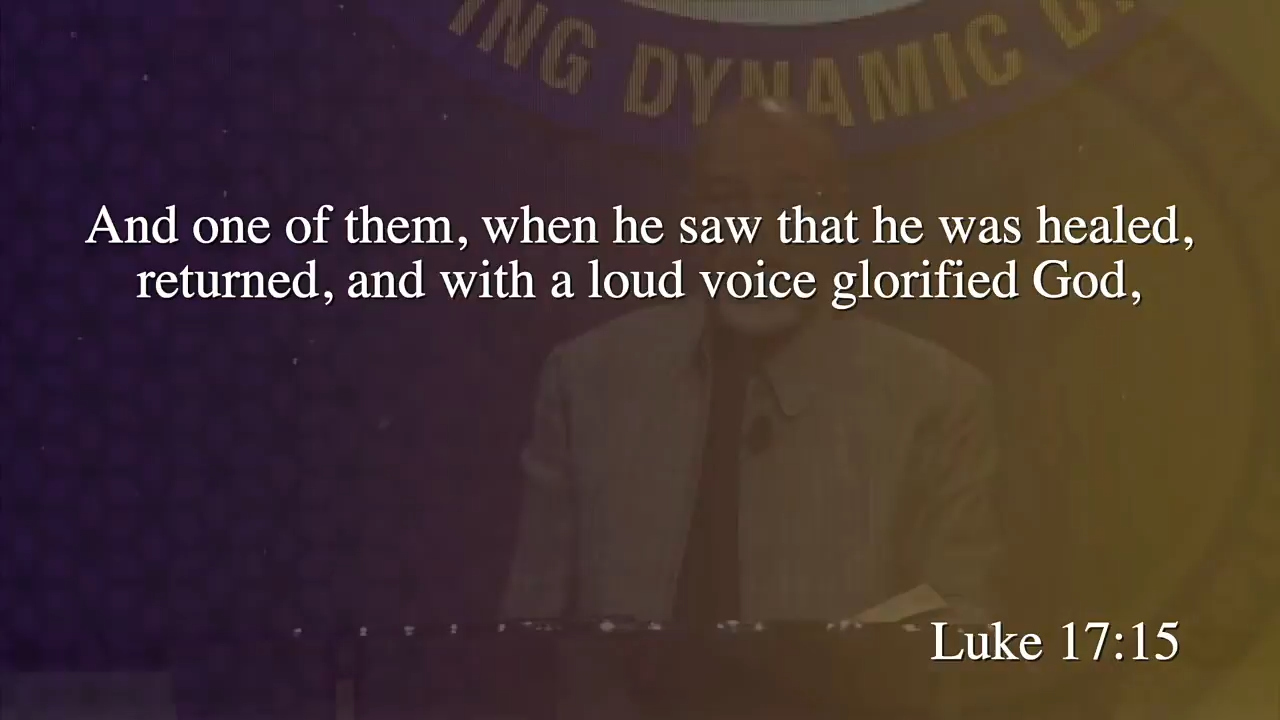 ING DYNAMIC
And one of them, when he saw that he was healed,
returned, and with a loud voice glorified God,
Luke 17:15